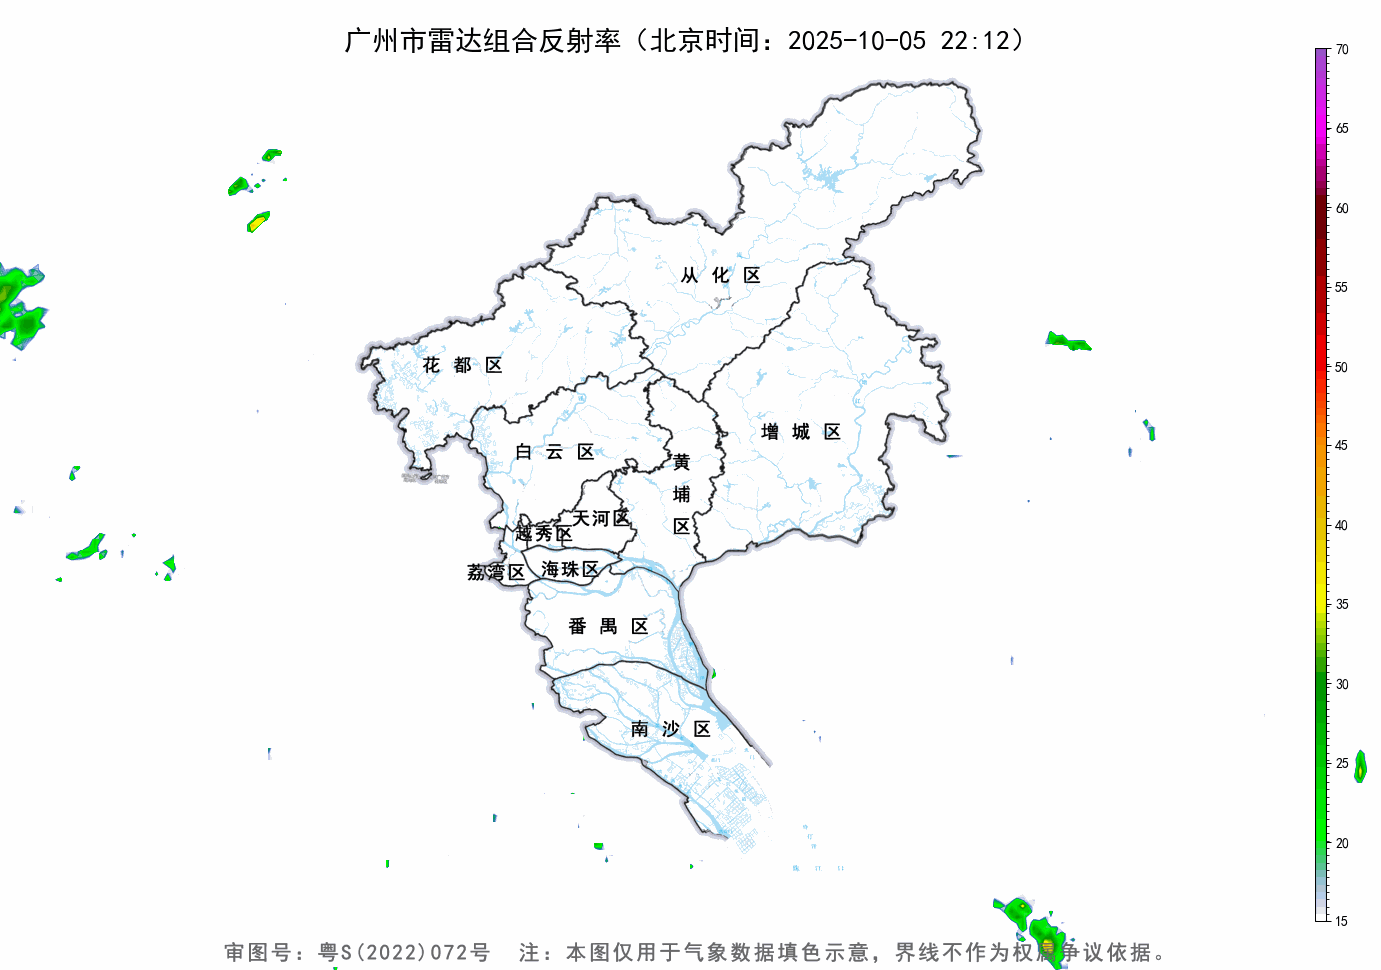 广州市雷达组合反射率（北京时间：2025-10-05 22:12）
70
65
60
55
50
45
40
35
30
25
20
15
从化区
花都区
增城区
白云区
黄埔区
天河区
越秀区
荔湾区
海珠区
番禺区
南沙区
审图号：粤S(2022)072号 注：本图仅用于气象数据填色示意，界线不作为权属争议依据。